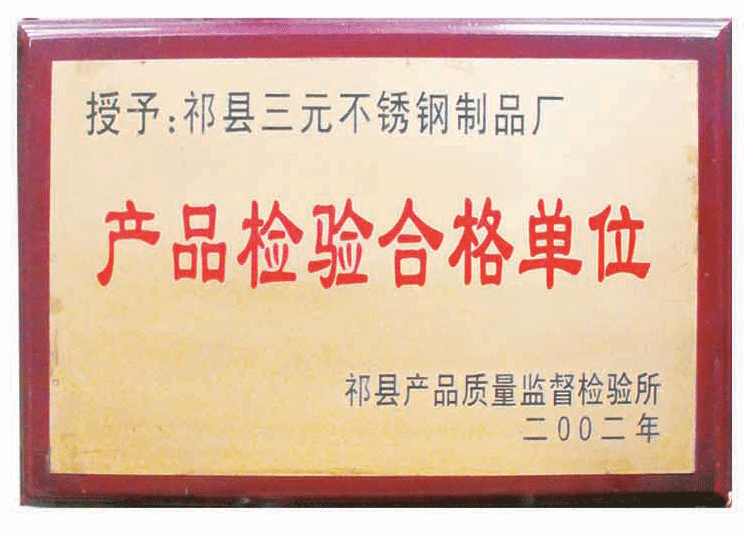 授予:祁县三元不锈钢制品厂
产品检验合格单位
祁县产品质量监督检验所
二00二年